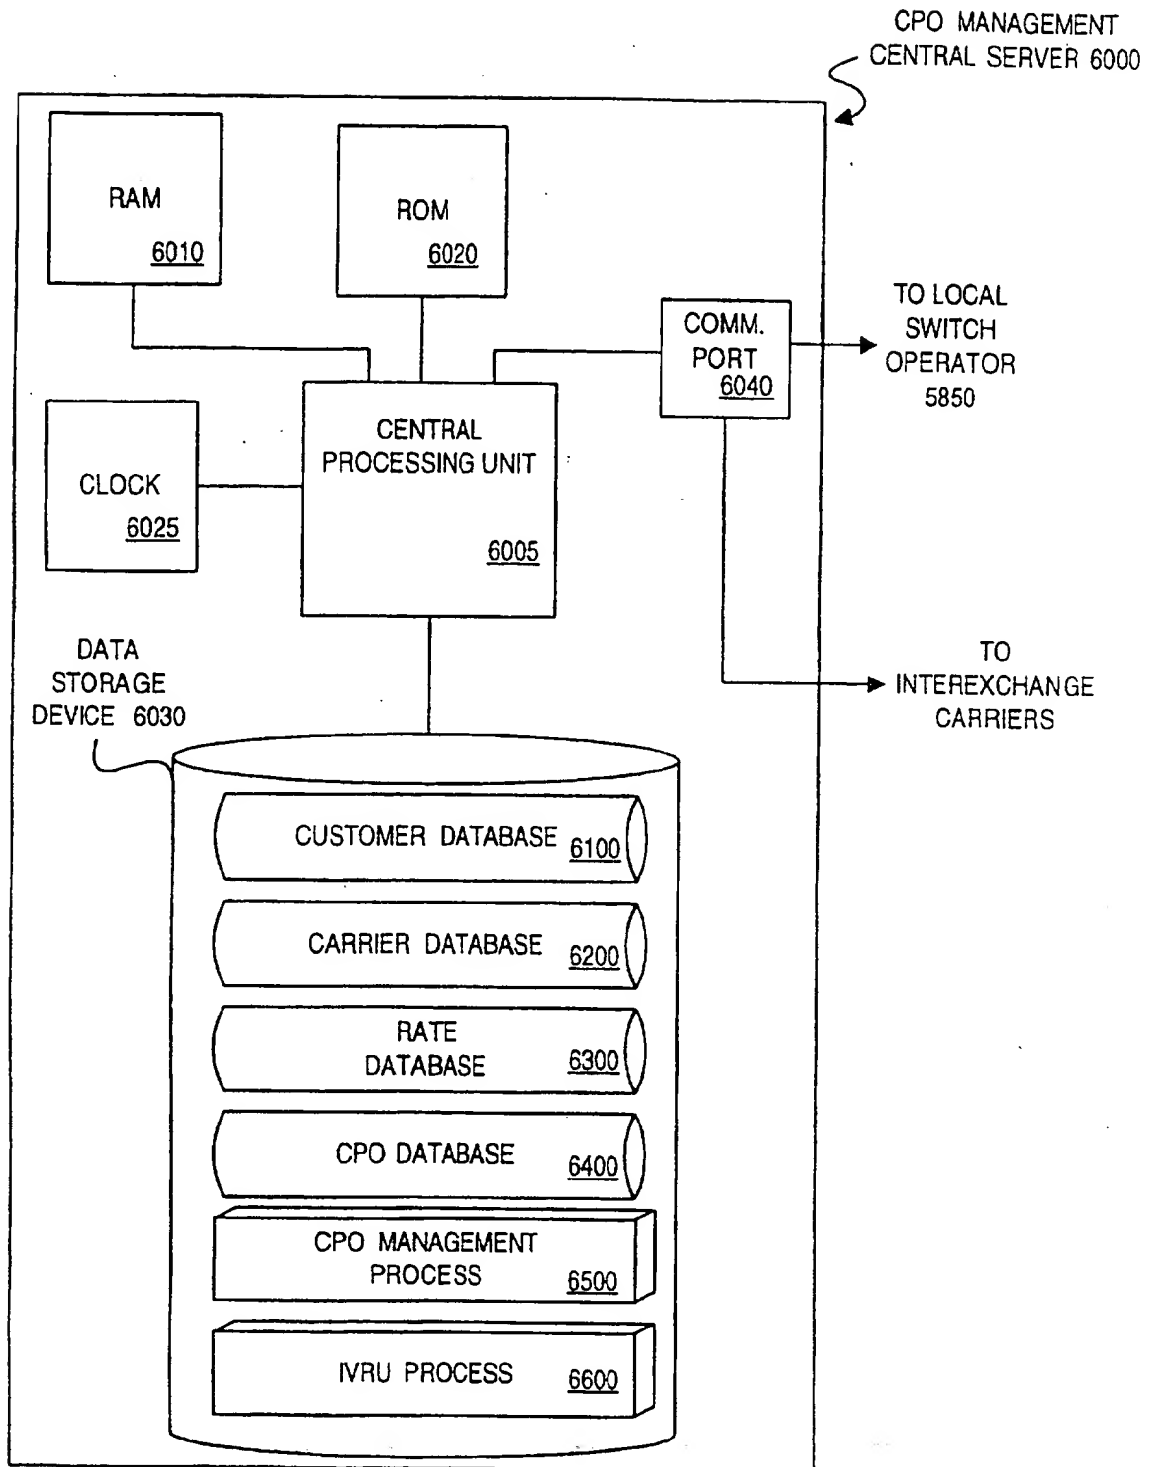 CPO MANAGEMENT
CENTRAL SERVER 6000
RAM
6010
ROM
6020
COMM.
PORT
6040
TO LOCAL
SWITCH
OPERATOR
5850
CENTRAL
PROCESSING UNIT
6005
CLOCK
6025
DATA
STORAGE
DEVICE 6030
TO
INTEREXCHANGE
CARRIERS
CUSTOMER DATABASE 6100
CARRIER DATABASE 6200
RATE
DATABASE 6300
CPO DATABASE 6400
CPO MANAGEMENT
PROCESS 6500
IVRU PROCESS 6600